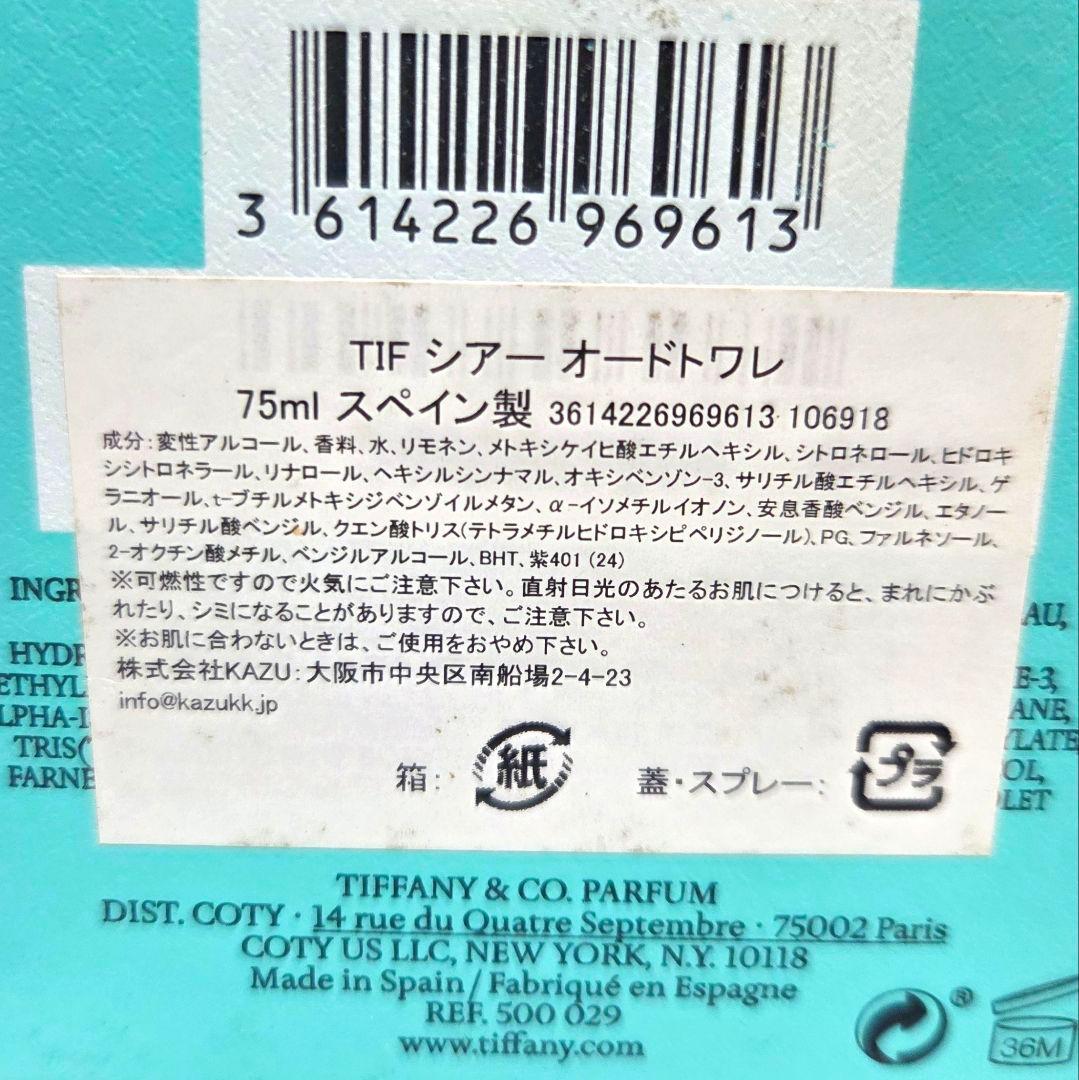 3 614226 969613
TIF シアー オードトワレ
75ml スペイン製 3614226969613 106918
成分：変性アルコール、香料、水、リモネン、メトキシケイヒ酸エチルヘキシル、シトロネロール、ヒドロキ
シシトロネラール、リナロール、ヘキシルシンナマル、オキシベンゾン-3、サリチル酸エチルヘキシル、ゲ
ラニオール、t-ブチルメトキシジベンゾイルメタン、α-イソメチルイオノン、安息香酸ベンジル、エタノー
ル、サリチル酸ベンジル、クエン酸トリス(テトラメチルヒドロキシピペリジノール)、PG、ファルネソール、
2-オクチン酸メチル、ベンジルアルコール、BHT、紫401（24）
※可燃性ですので火気にご注意下さい。直射日光のあたるお肌につけると、まれにかぶ
れたり、シミになることがありますので、ご注意下さい。
※お肌に合わないときは、ご使用をおやめ下さい。
株式会社KAZU：大阪市中央区南船場2-4-23
info@kazukk.jp
箱： 紙 蓋・スプレー： プラ
INGR AU,
HYDR E-3,
ETHYL ANE,
LPHA-I YLATE
TRIS( OL,
FARNE LET
TIFFANY & CO. PARFUM
DIST. COTY · 14 rue du Quatre Septembre · 75002 Paris
COTY US LLC, NEW YORK, N.Y. 10118
Made in Spain / Fabriqué en Espagne
REF. 500 029
www.tiffany.com
®
36M